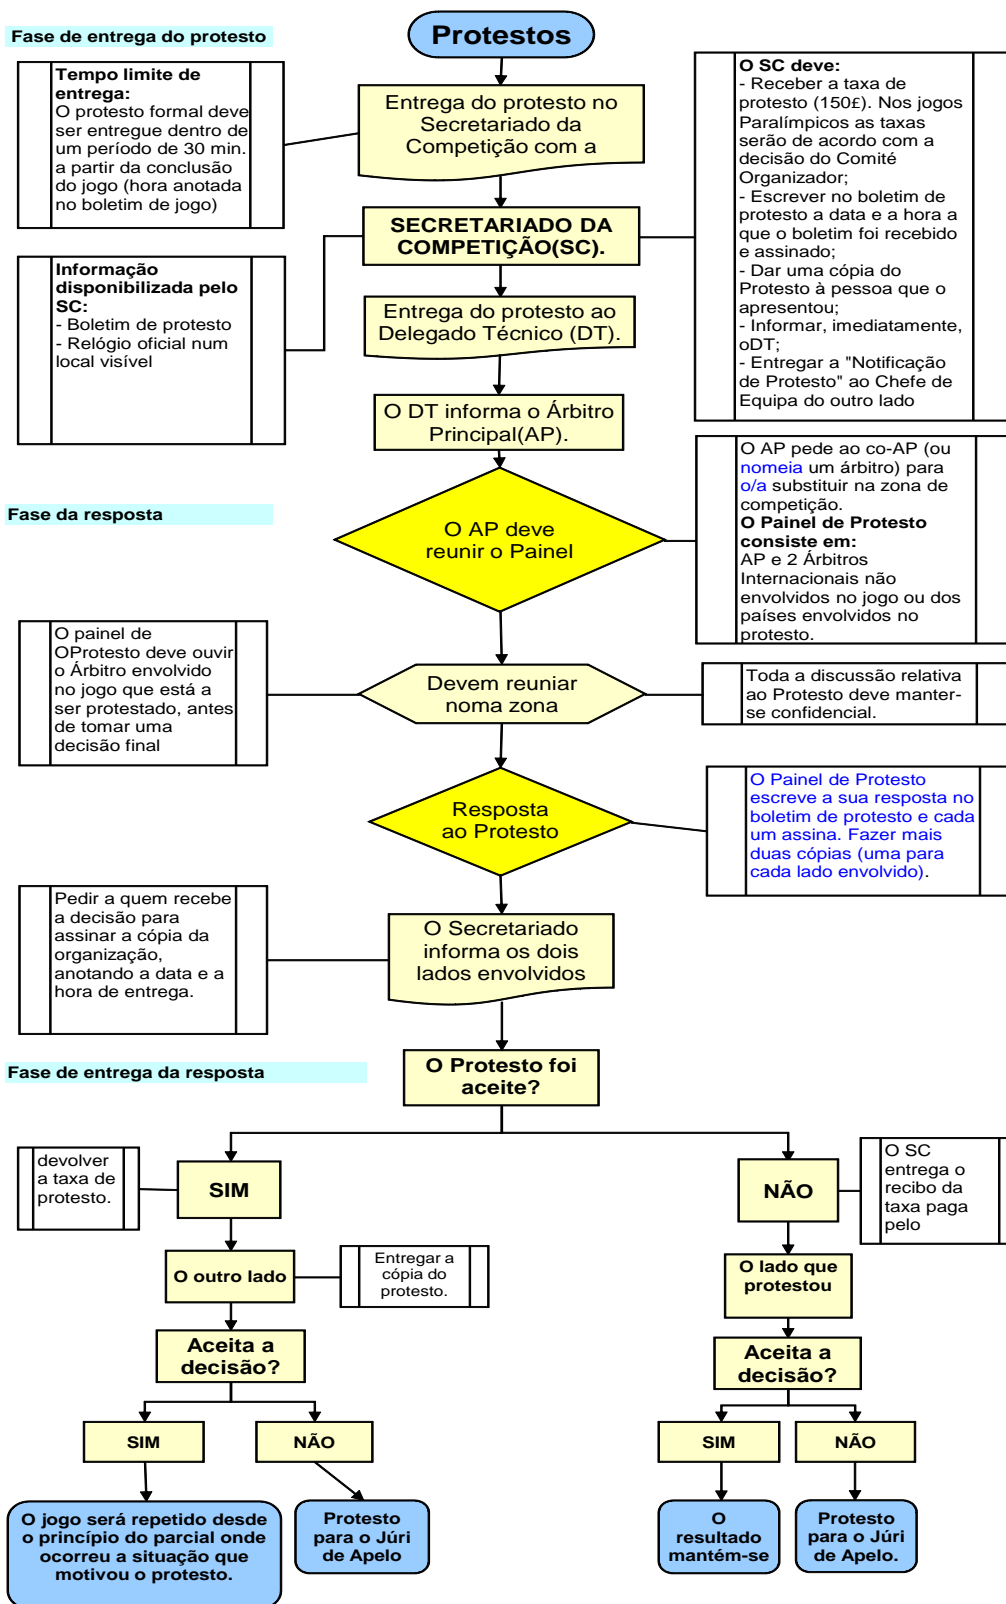 Protestos
Fase de entrega do protesto
Tempo limite de
entrega:
O protesto formal deve
ser entregue dentro de
um período de 30 min.
a partir da conclusão
do jogo (hora anotada
no boletim de jogo)
Entrega do protesto no
Secretariado da
Competição com a
O SC deve:
- Receber a taxa de
protesto (150£). Nos jogos
Paralímpicos as taxas
serão de acordo com a
decisão do Comité
Organizador;
- Escrever no boletim de
protesto a data e a hora a
que o boletim foi recebido
e assinado;
- Dar uma cópia do
Protesto à pessoa que o
apresentou;
- Informar, imediatamente,
oDT;
- Entregar a "Notificação
de Protesto" ao Chefe de
Equipa do outro lado
SECRETARIADO DA
COMPETIÇÃO(SC).
Informação
disponibilizada pelo
SC:
- Boletim de protesto
- Relógio oficial num
local visível
Entrega do protesto ao
Delegado Técnico (DT).
O DT informa o Árbitro
Principal(AP).
O AP pede ao co-AP (ou
nomeia um árbitro) para
o/a substituir na zona de
competição.
O Painel de Protesto
consiste em:
AP e 2 Árbitros
Internacionais não
envolvidos no jogo ou dos
países envolvidos no
protesto.
Fase da resposta
O AP deve
reunir o Painel
O painel de
OProtesto deve ouvir
o Árbitro envolvido
no jogo que está a
ser protestado, antes
de tomar uma
decisão final
Devem reuniar
noma zona
Toda a discussão relativa
ao Protesto deve manter-
se confidencial.
Resposta
ao Protesto
O Painel de Protesto
escreve a sua resposta no
boletim de protesto e cada
um assina. Fazer mais
duas cópias (uma para
cada lado envolvido).
Pedir a quem recebe
a decisão para
assinar a cópia da
organização,
anotando a data e a
hora de entrega.
O Secretariado
informa os dois
lados envolvidos
Fase de entrega da resposta
O Protesto foi
aceite?
devolver
a taxa de
protesto.
SIM
NÃO
O SC
entrega o
recibo da
taxa paga
pelo
O outro lado
Entregar a
cópia do
protesto.
O lado que
protestou
Aceita a
decisão?
Aceita a
decisão?
SIM
NÃO
SIM
NÃO
O jogo será repetido desde
o princípio do parcial onde
ocorreu a situação que
motivou o protesto.
Protesto
para o Júri
de Apelo
O
resultado
mantém-se
Protesto
para o Júri
de Apelo.